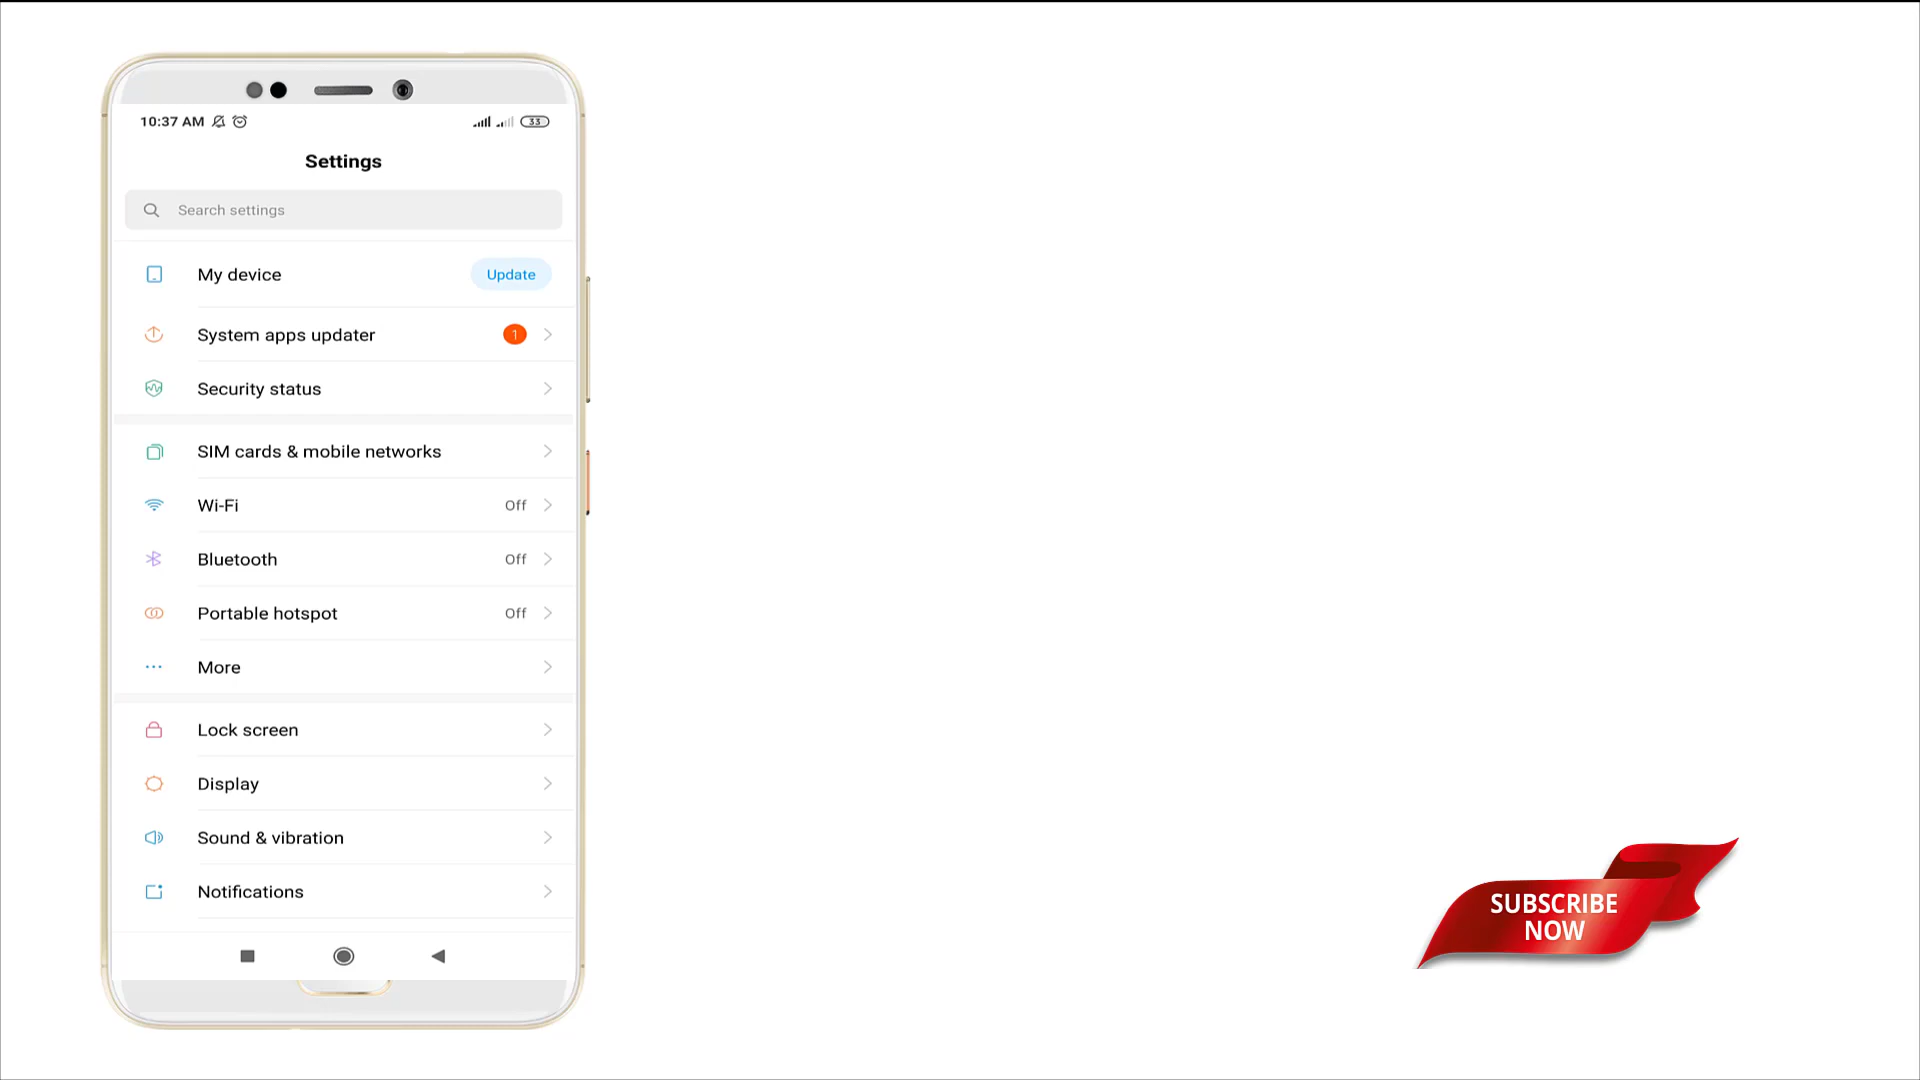 10:37 AM
33
Settings
Search settings
My device
Update
System apps updater
1
Security status
SIM cards & mobile networks
Wi-Fi
Off
Bluetooth
Off
Portable hotspot
Off
More
Lock screen
Display
Sound & vibration
Notifications
SUBSCRIBE
NOW